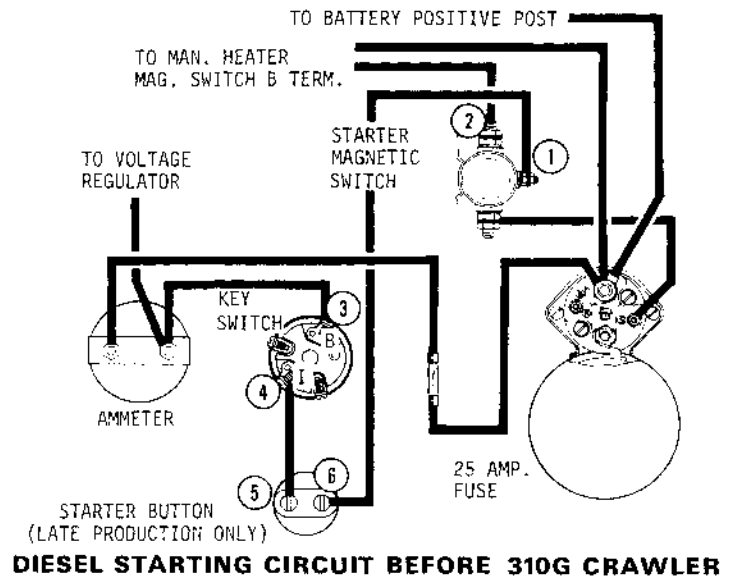 TO BATTERY POSITIVE POST
TO MAN. HEATER
MAG. SWITCH B TERM.
2
STARTER
MAGNETIC
SWITCH
1
TO VOLTAGE
REGULATOR
KEY
SWITCH
3
B
I
4
AMMETER
S
25 AMP.
FUSE
5
6
STARTER BUTTON
(LATE PRODUCTION ONLY)
DIESEL STARTING CIRCUIT BEFORE 310G CRAWLER